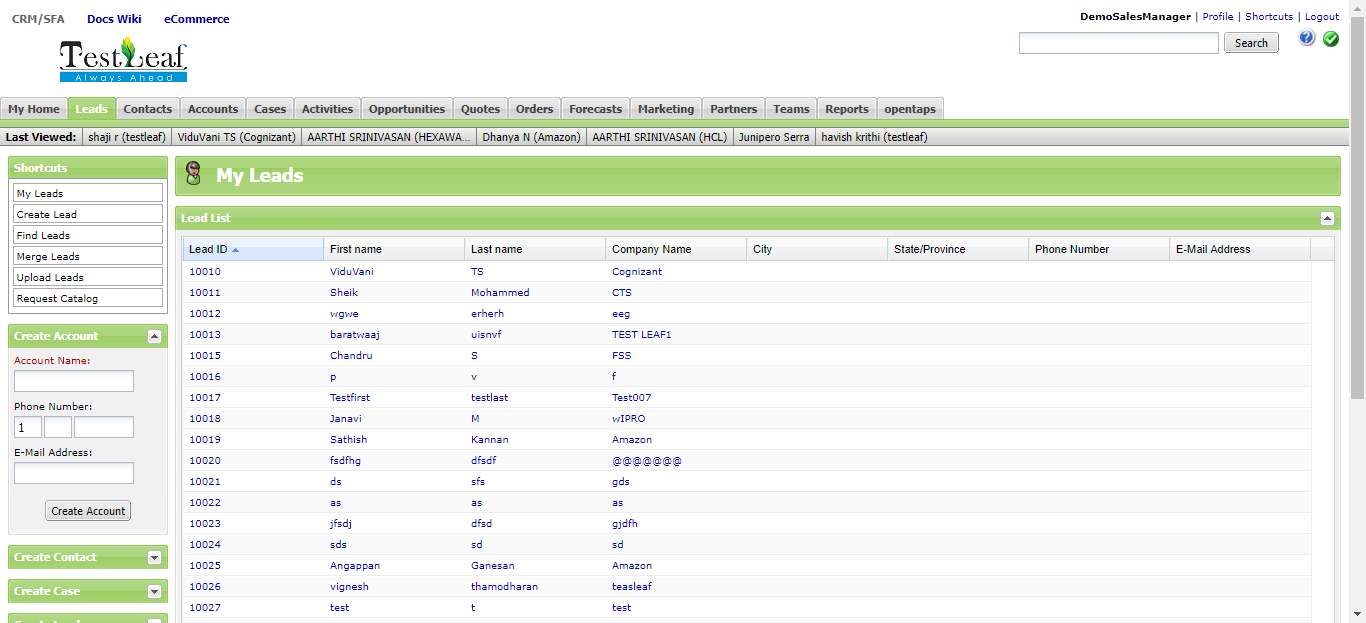 CRM/SFA Docs Wiki eCommerce
DemoSalesManager | Profile | Shortcuts | Logout
TestLeaf
Always Ahead
Search
My Home Leads Contacts Accounts Cases Activities Opportunities Quotes Orders Forecasts Marketing Partners Teams Reports opentaps
Last Viewed: shaji r (testleaf) ViduVani TS (Cognizant) AARTHI SRINIVASAN (HEXAWA... Dhanya N (Amazon) AARTHI SRINIVASAN (HCL) Junipero Serra havish krithi (testleaf)
Shortcuts
My Leads
Create Lead
Find Leads
Merge Leads
Upload Leads
Request Catalog
Create Account
Account Name:
Phone Number:
1
E-Mail Address:
Create Account
Create Contact
Create Case
My Leads
Lead List
Lead ID First name Last name Company Name City State/Province Phone Number E-Mail Address
10010 ViduVani TS Cognizant
10011 Sheik Mohammed CTS
10012 wgwe erherh eeg
10013 baratwaaj uisnvf TEST LEAF1
10015 Chandru S FSS
10016 p v f
10017 Testfirst testlast Test007
10018 Janavi M wIPRO
10019 Sathish Kannan Amazon
10020 fsdfhg dfsdf @@@@@@@
10021 ds sfs gds
10022 as as as
10023 jfsdj dfsd gjdfh
10024 sds sd sd
10025 Angappan Ganesan Amazon
10026 vignesh thamodharan teasleaf
10027 test t test